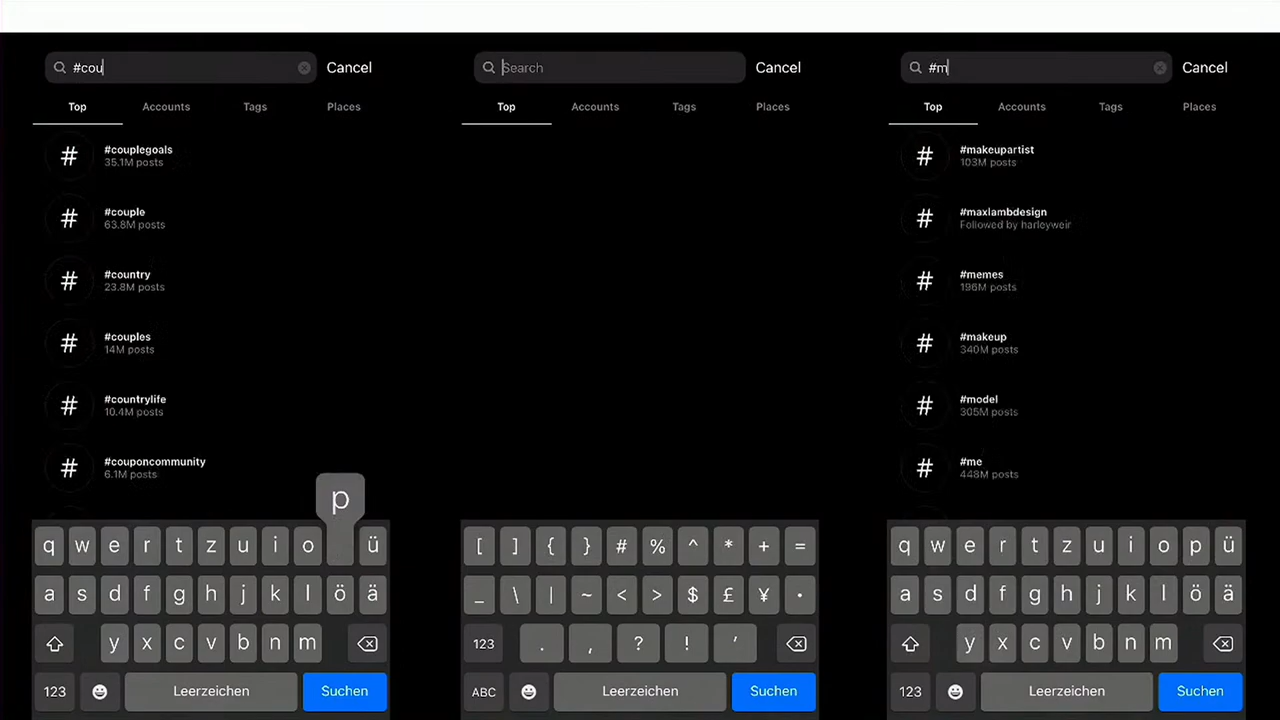 #cou
Cancel
Top Accounts Tags Places
# #couplegoals
35.1M posts
# #couple
63.8M posts
# #country
23.8M posts
# #couples
14M posts
# #countrylife
10.4M posts
# #couponcommunity
6.1M posts
p
q w e r t z u i o ü
a s d f g h j k l ö ä
y x c v b n m
123 Leerzeichen Suchen
Search
Cancel
Top Accounts Tags Places
[ ] { } # % ^ * + =
_ \ | ~ < > $ £ ¥ •
123 . , ? ! ’
ABC Leerzeichen Suchen
#m
Cancel
Top Accounts Tags Places
# #makeupartist
103M posts
# #maxlambdesign
Followed by harleyweir
# #memes
196M posts
# #makeup
340M posts
# #model
305M posts
# #me
448M posts
q w e r t z u i o p ü
a s d f g h j k l ö ä
y x c v b n m
123 Leerzeichen Suchen